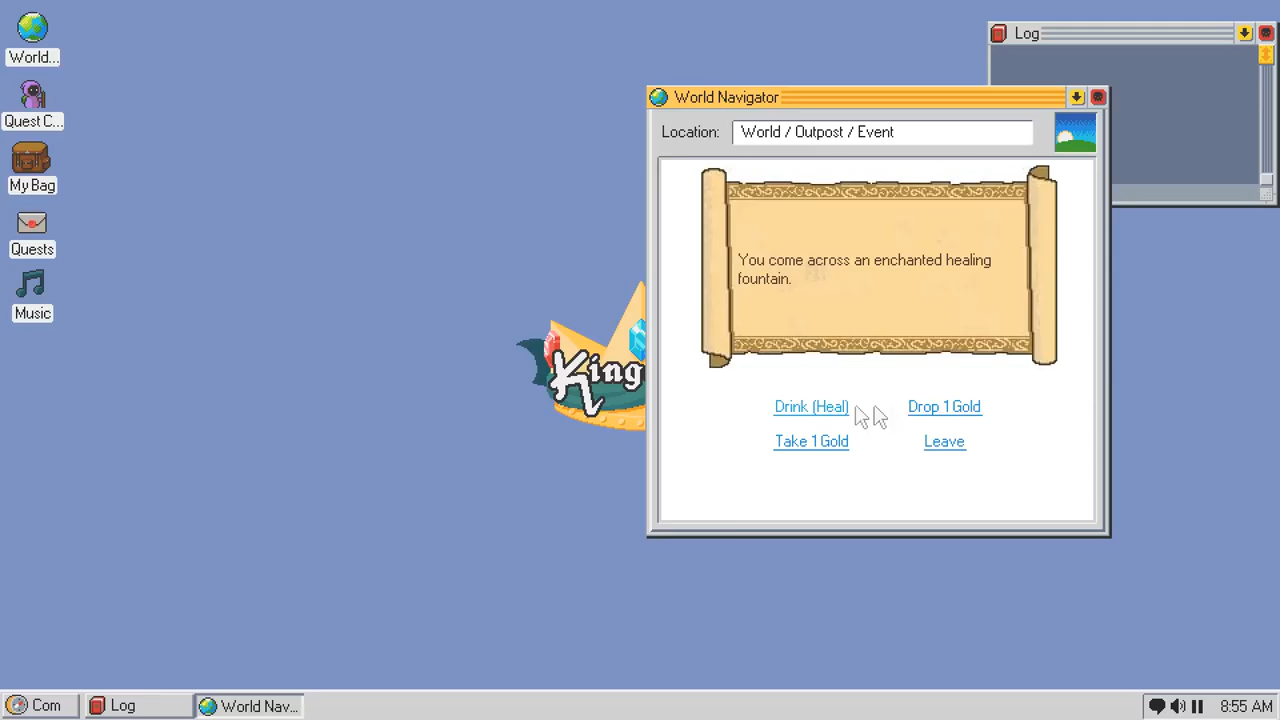 World...
Quest C...
My Bag
Quests
Music
Log
World Navigator
Location:
World / Outpost / Event
You come across an enchanted healing
fountain.
Drink (Heal)
Drop 1 Gold
Take 1 Gold
Leave
King
Com
Log
World Nav...
8:55 AM